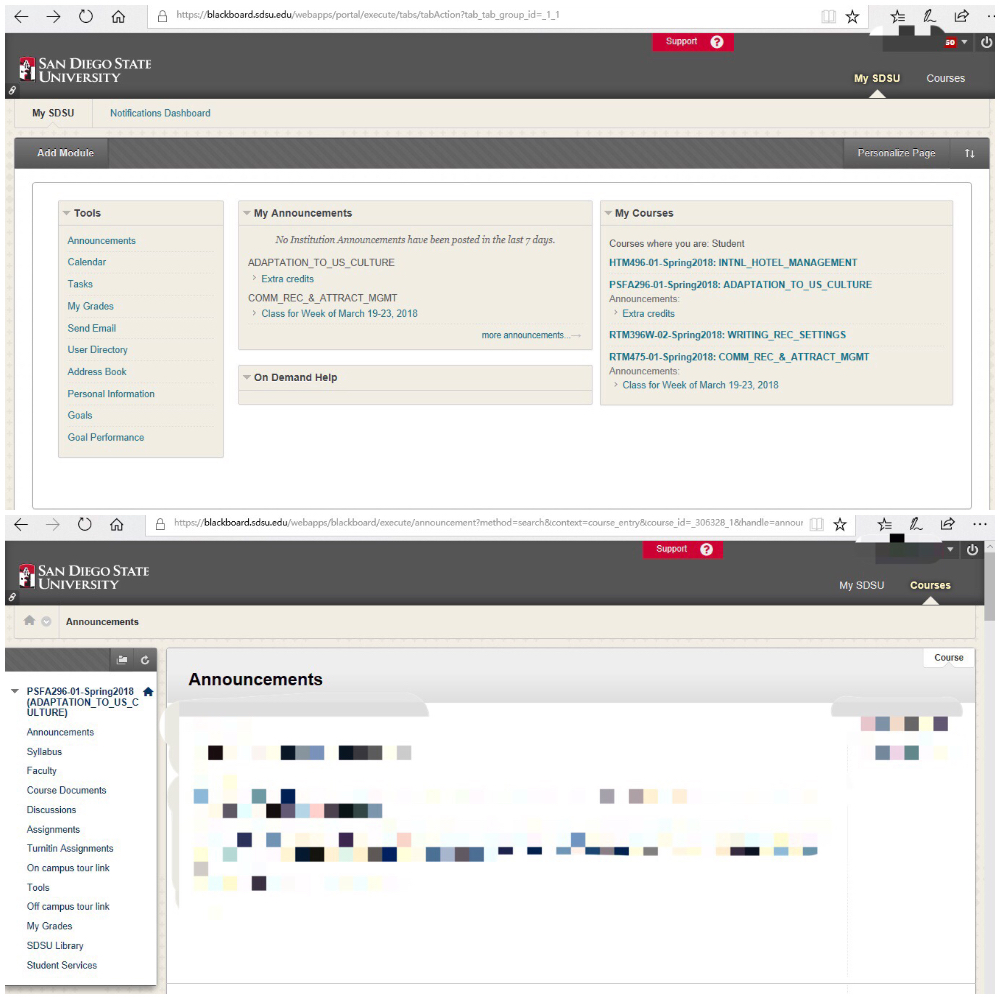 https://blackboard.sdsu.edu/webapps/portal/execute/tabs/tabAction?tab_tab_group_id=_1_1
Support ?
50
SAN DIEGO STATE
UNIVERSITY
My SDSU Courses
My SDSU Notifications Dashboard
Add Module Personalize Page
Tools
Announcements
Calendar
Tasks
My Grades
Send Email
User Directory
Address Book
Personal Information
Goals
Goal Performance
My Announcements
No Institution Announcements have been posted in the last 7 days.
ADAPTATION_TO_US_CULTURE
Extra credits
COMM_REC_&_ATTRACT_MGMT
Class for Week of March 19-23, 2018
more announcements...
On Demand Help
My Courses
Courses where you are: Student
HTM496-01-Spring2018: INTNL_HOTEL_MANAGEMENT
PSFA296-01-Spring2018: ADAPTATION_TO_US_CULTURE
Announcements:
Extra credits
RTM396W-02-Spring2018: WRITING_REC_SETTINGS
RTM475-01-Spring2018: COMM_REC_&_ATTRACT_MGMT
Announcements:
Class for Week of March 19-23, 2018
https://blackboard.sdsu.edu/webapps/blackboard/execute/announcement?method=search&context=course_entry&course_id=_306328_1&handle=announ
Support ?
SAN DIEGO STATE
UNIVERSITY
My SDSU Courses
Announcements
PSFA296-01-Spring2018
(ADAPTATION_TO_US_C
ULTURE)
Announcements
Syllabus
Faculty
Course Documents
Discussions
Assignments
Turnitin Assignments
On campus tour link
Tools
Off campus tour link
My Grades
SDSU Library
Student Services
Course
Announcements